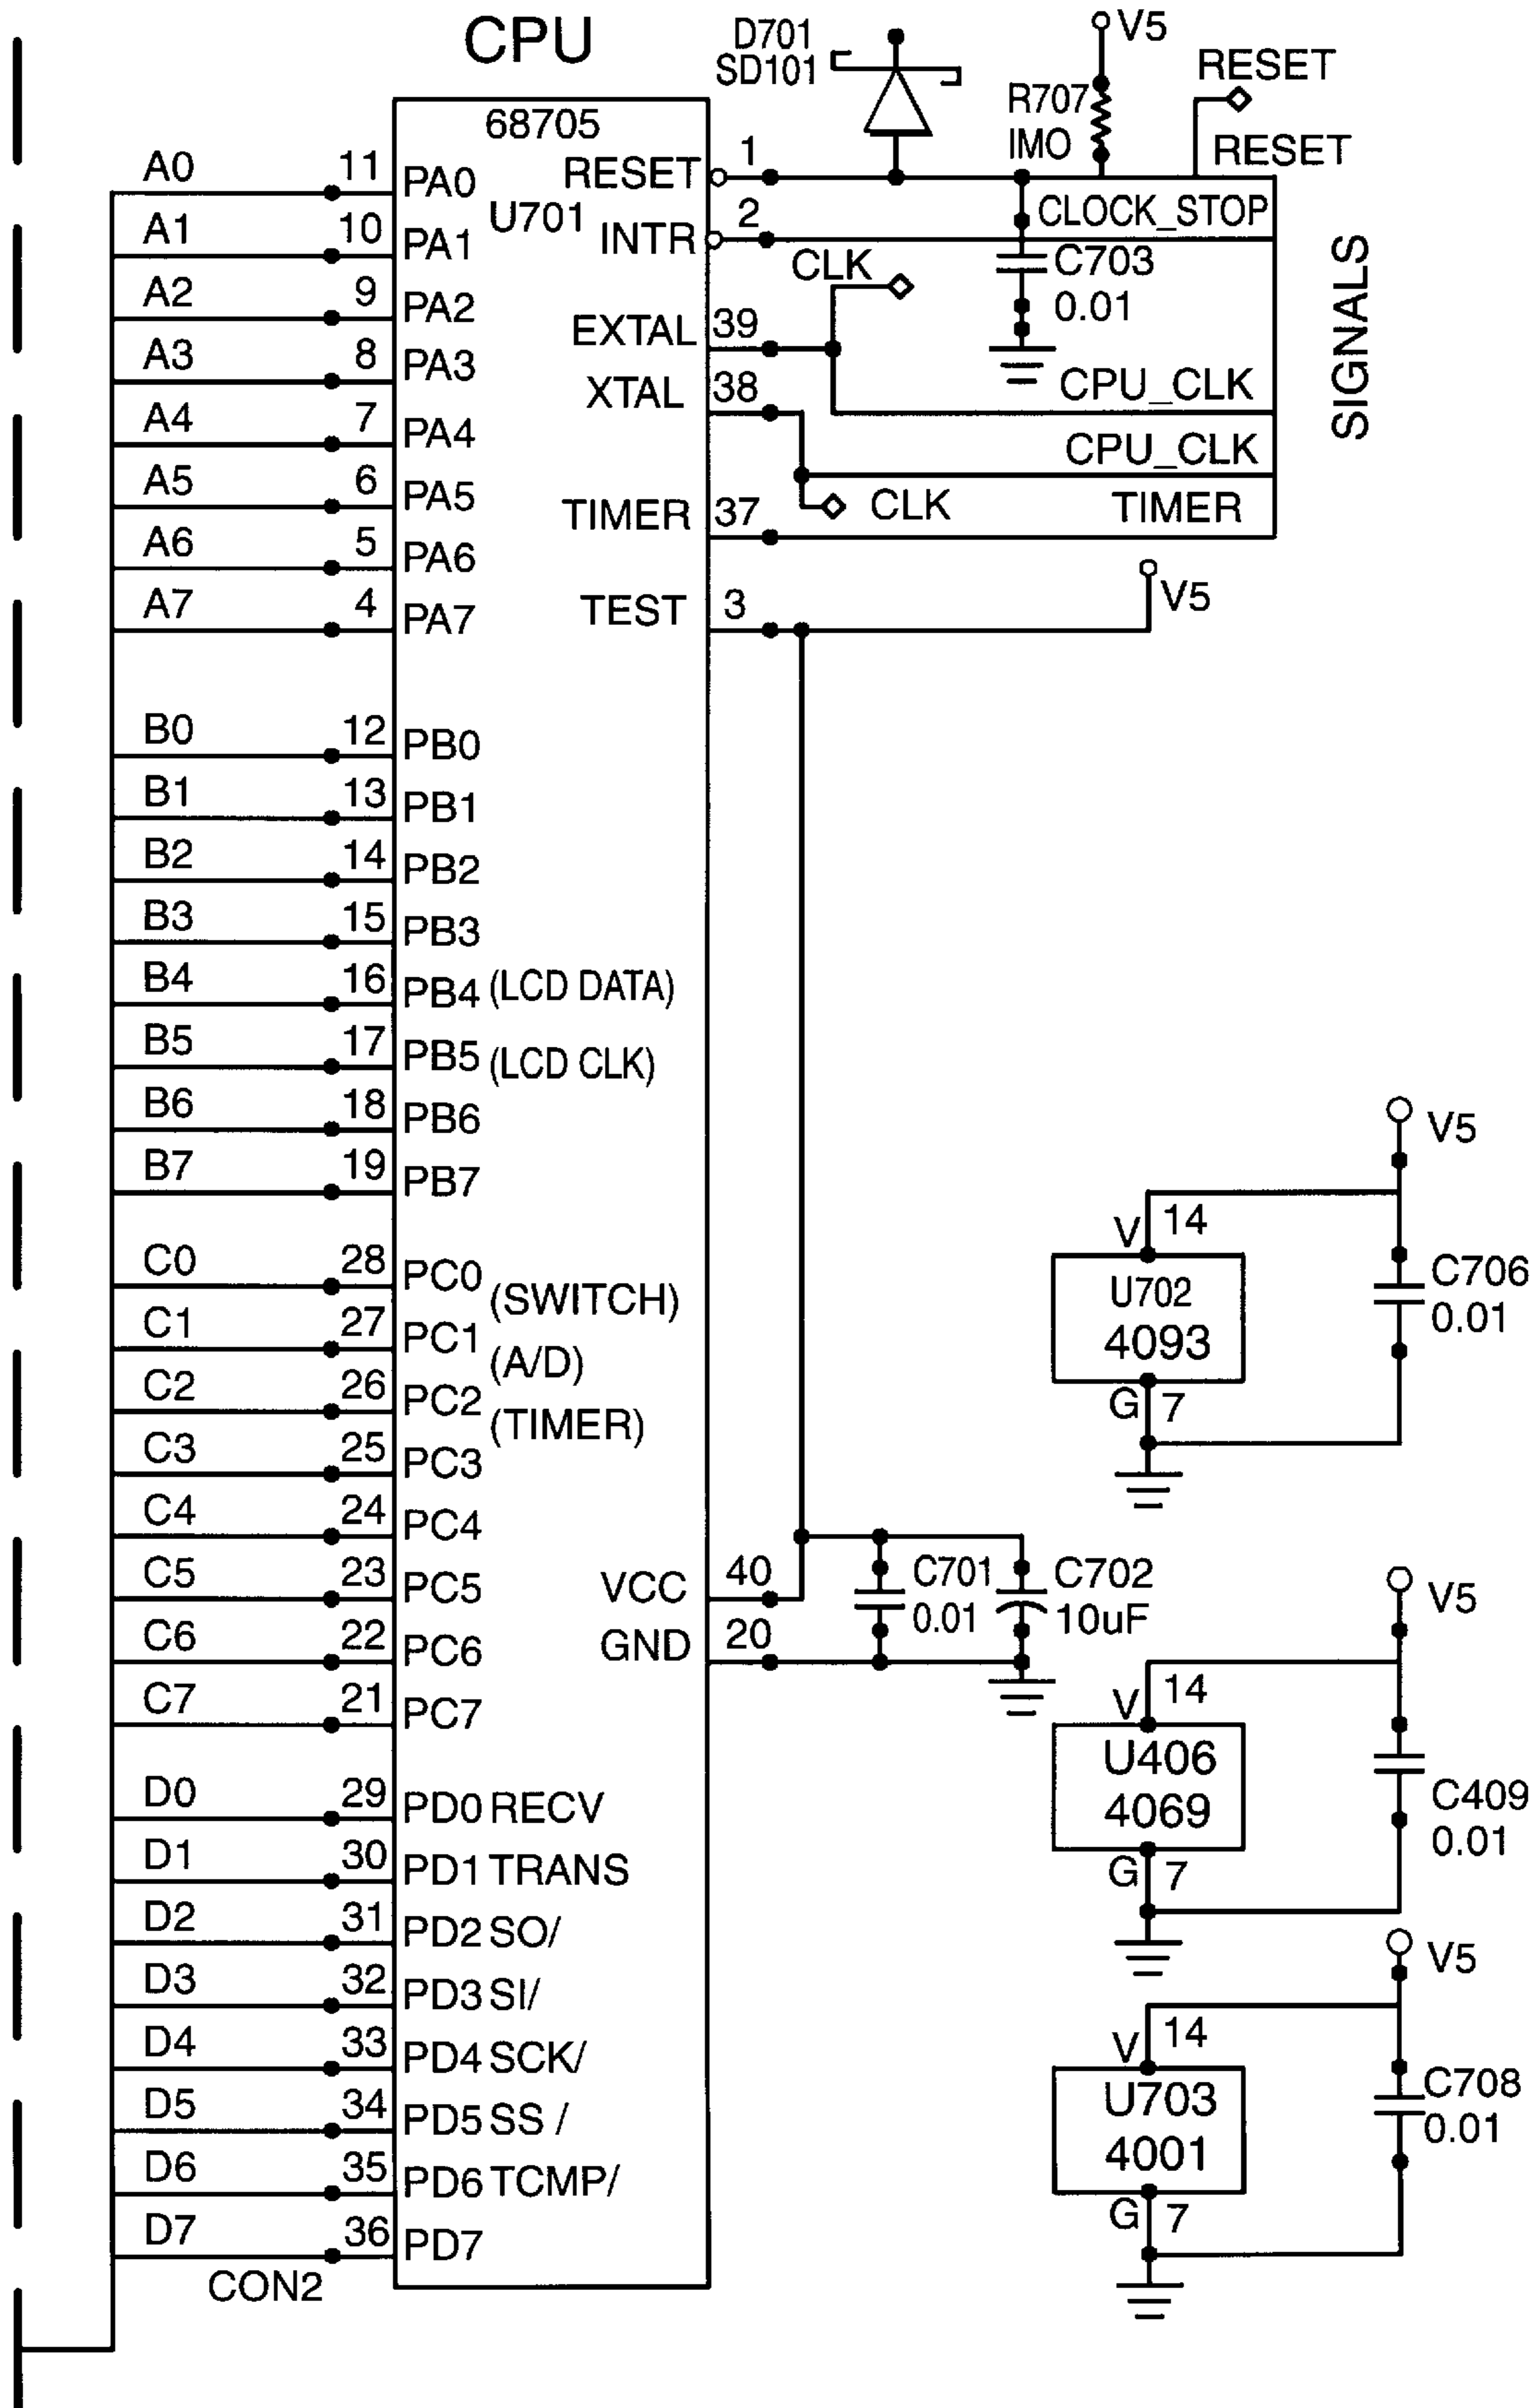 CPU
D701
SD101
V5
R707
IMO
RESET
RESET
68705
U701
A0 11 PA0
A1 10 PA1
A2 9 PA2
A3 8 PA3
A4 7 PA4
A5 6 PA5
A6 5 PA6
A7 4 PA7
RESET 1
INTR 2
CLOCK_STOP
CLK
C703
0.01
EXTAL 39
CPU_CLK
XTAL 38
CPU_CLK
CLK
TIMER 37
TIMER
SIGNALS
TEST 3
V5
B0 12 PB0
B1 13 PB1
B2 14 PB2
B3 15 PB3
B4 16 PB4 (LCD DATA)
B5 17 PB5 (LCD CLK)
B6 18 PB6
B7 19 PB7
C0 28 PC0 (SWITCH)
C1 27 PC1 (A/D)
C2 26 PC2 (TIMER)
C3 25 PC3
C4 24 PC4
C5 23 PC5
C6 22 PC6
C7 21 PC7
VCC 40
GND 20
C701
0.01
C702
10uF
V5
V 14
U702
4093
G 7
C706
0.01
V5
V 14
U406
4069
G 7
C409
0.01
V5
V 14
U703
4001
G 7
C708
0.01
D0 29 PD0 RECV
D1 30 PD1 TRANS
D2 31 PD2 SO/
D3 32 PD3 SI/
D4 33 PD4 SCK/
D5 34 PD5 SS /
D6 35 PD6 TCMP/
D7 36 PD7
CON2